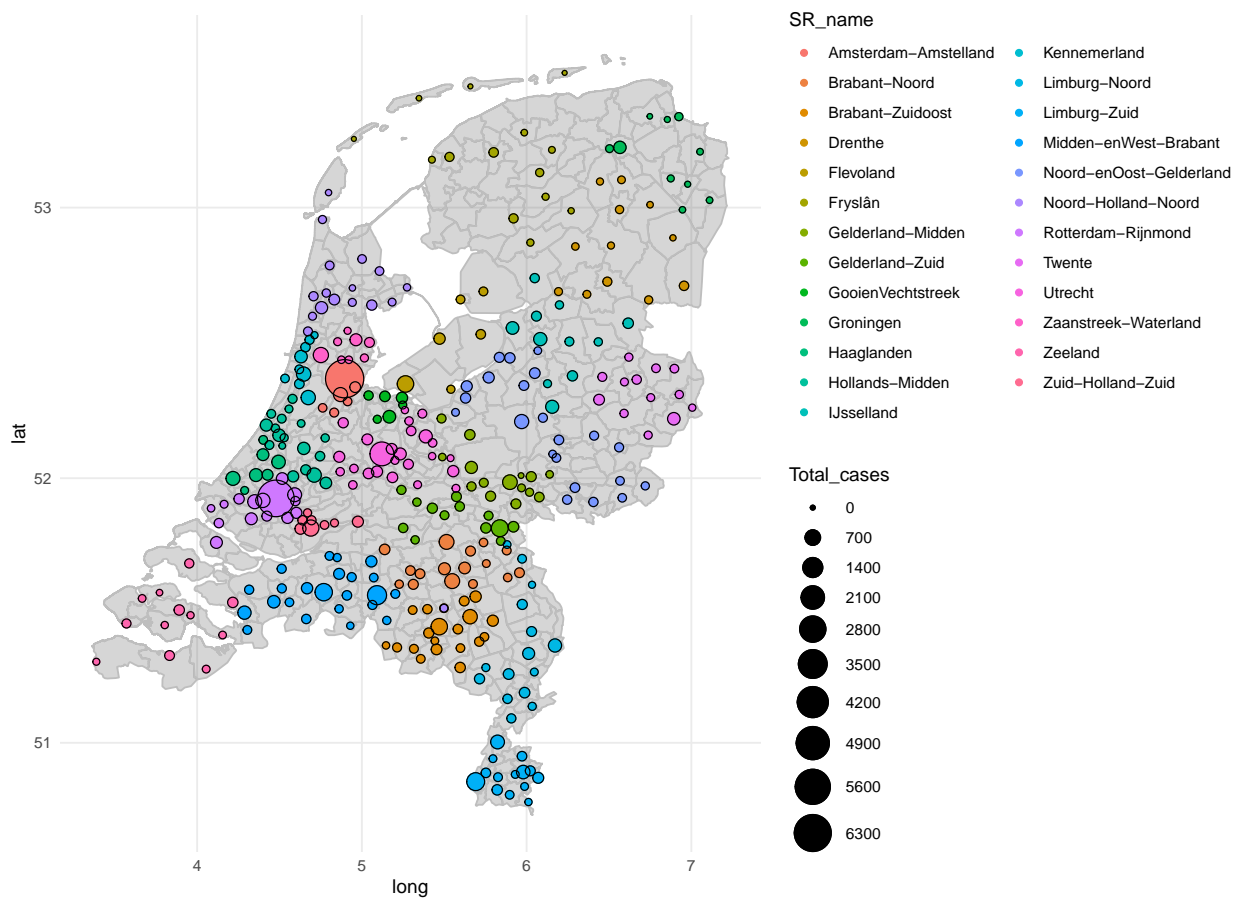 SR_name
Amsterdam−Amstelland
Brabant−Noord
Brabant−Zuidoost
Drenthe
Flevoland
Fryslân
Gelderland−Midden
Gelderland−Zuid
GooienVechtstreek
Groningen
Haaglanden
Hollands−Midden
IJsselland
Kennemerland
Limburg−Noord
Limburg−Zuid
Midden−enWest−Brabant
Noord−enOost−Gelderland
Noord−Holland−Noord
Rotterdam−Rijnmond
Twente
Utrecht
Zaanstreek−Waterland
Zeeland
Zuid−Holland−Zuid
Total_cases
0
700
1400
2100
2800
3500
4200
4900
5600
6300
lat
53
52
51
4
5
6
7
long